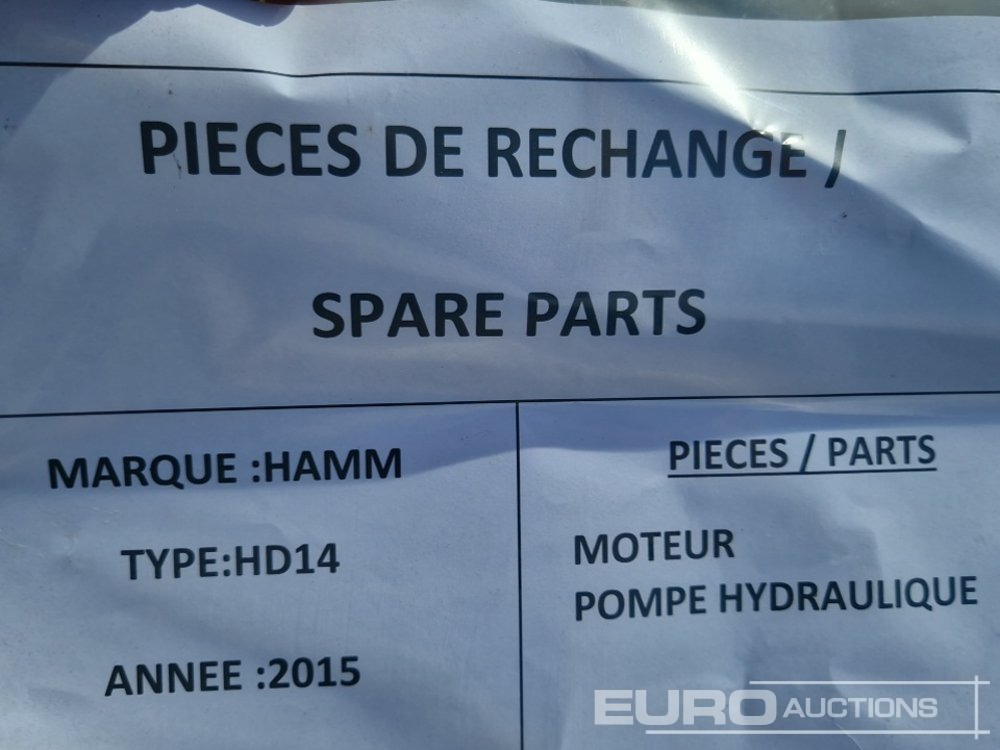 PIECES DE RECHANGE /
SPARE PARTS
MARQUE :HAMM
TYPE:HD14
ANNEE :2015
PIECES / PARTS
MOTEUR
POMPE HYDRAULIQUE
EURO AUCTIONS